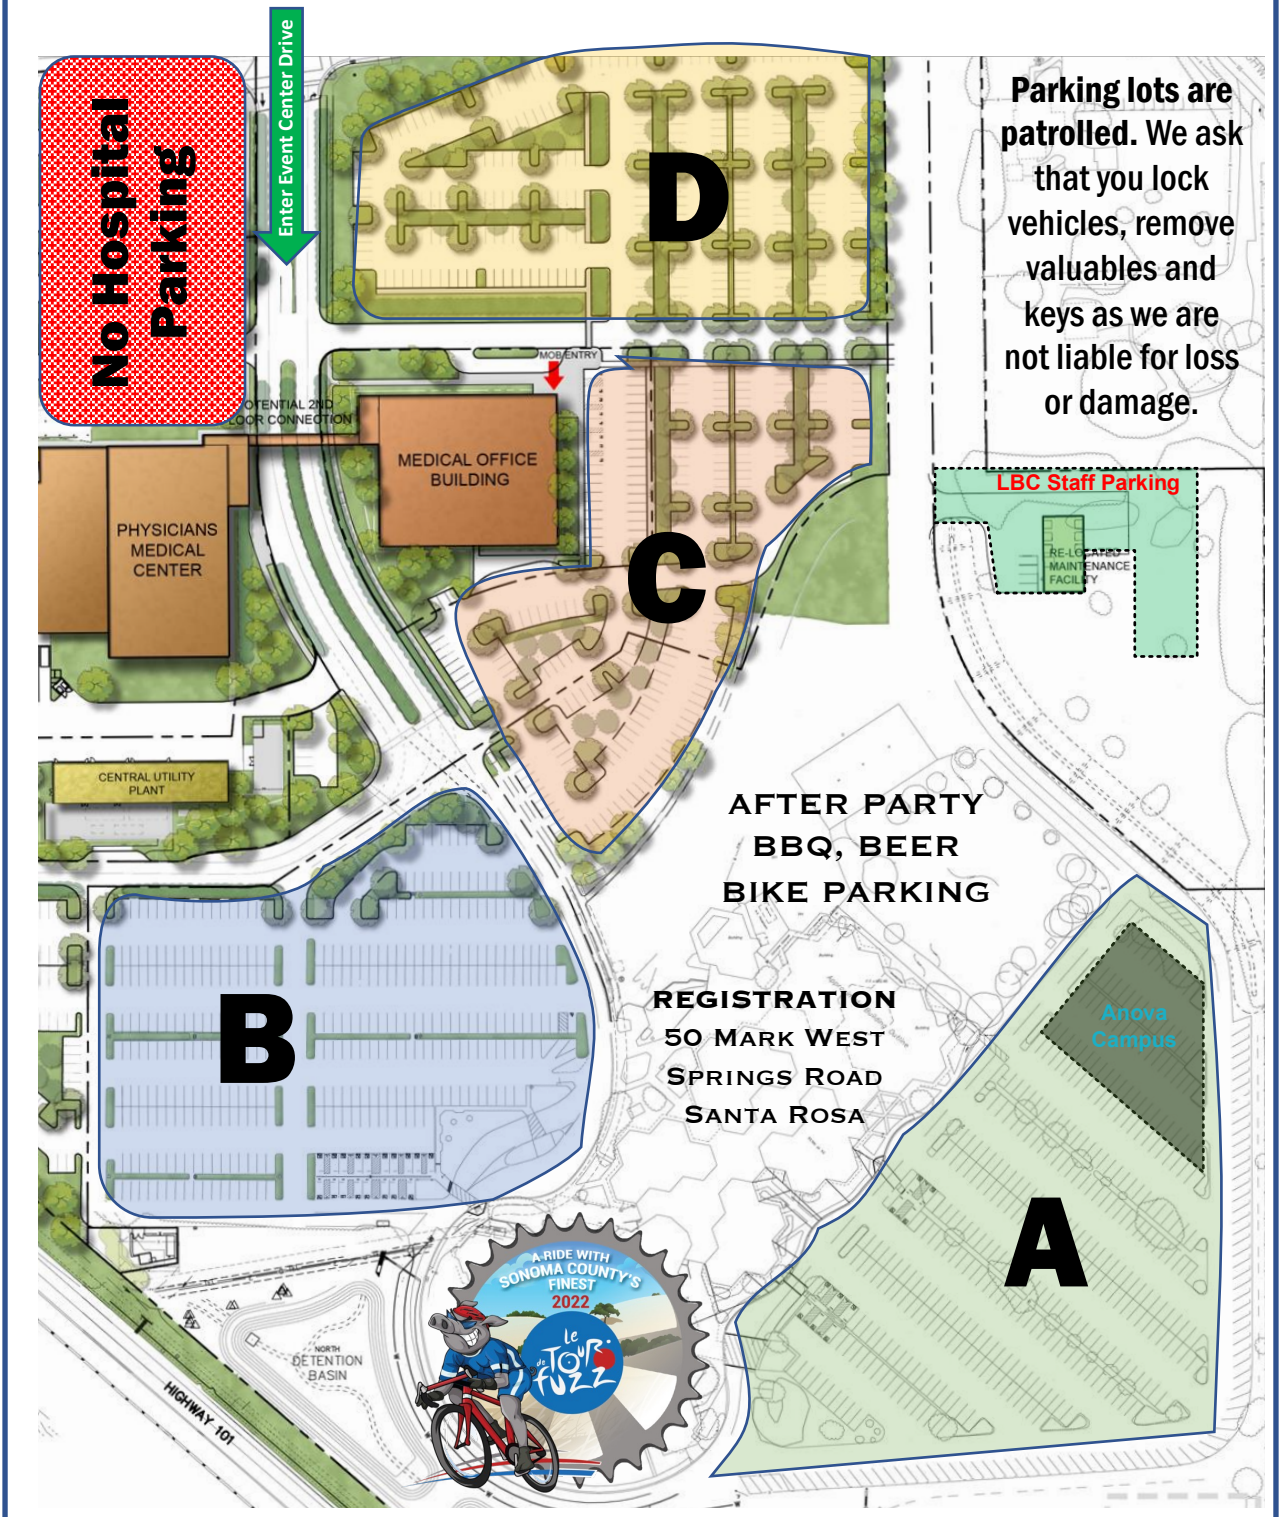 Enter Event Center Drive
No Hospital
Parking
D
Parking lots are
patrolled. We ask
that you lock
vehicles, remove
valuables and
keys as we are
not liable for loss
or damage.
MOB ENTRY
OTENTIAL 2ND
LOOR CONNECTION
MEDICAL OFFICE
BUILDING
PHYSICIANS
MEDICAL
CENTER
LBC Staff Parking
RE-LOCATED
MAINTENANCE
FACILITY
C
CENTRAL UTILITY
PLANT
AFTER PARTY
BBQ, BEER
BIKE PARKING
B
REGISTRATION
50 MARK WEST
SPRINGS ROAD
SANTA ROSA
Anova
Campus
A
A RIDE WITH
SONOMA COUNTY'S
FINEST
2022
le
de TOUR
fuzz
NORTH
DETENTION
BASIN
HIGHWAY 101